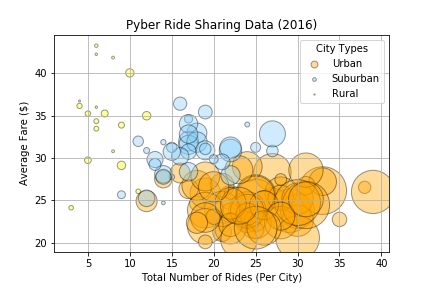 Pyber Ride Sharing Data (2016)
City Types
Urban
Suburban
Rural
40
35
30
25
20
Average Fare ($)
5 10 15 20 25 30 35 40
Total Number of Rides (Per City)